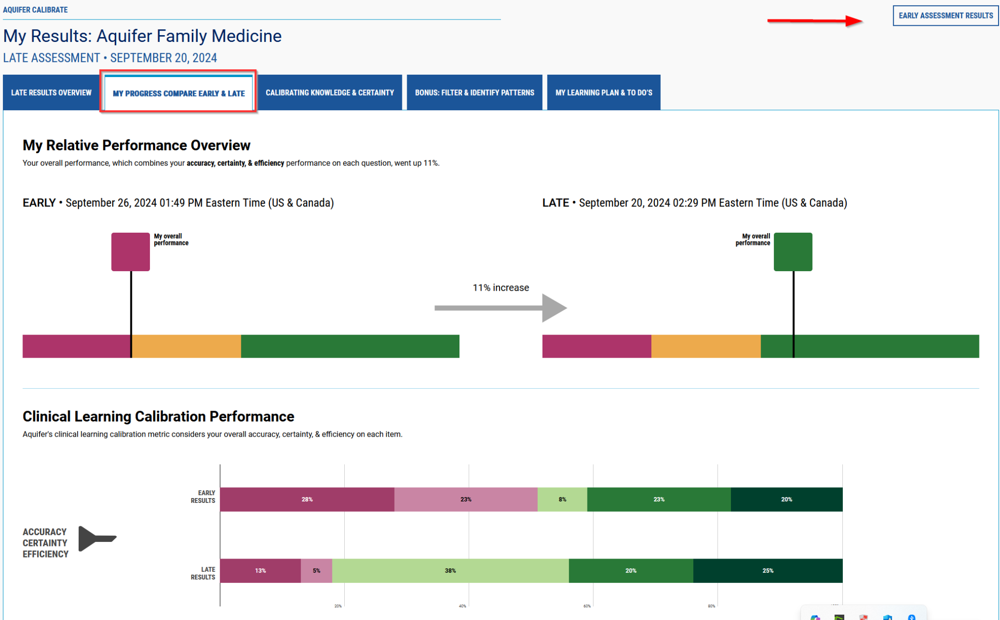 AQUIFER CALIBRATE
EARLY ASSESSMENT RESULTS
My Results: Aquifer Family Medicine
LATE ASSESSMENT • SEPTEMBER 20, 2024
LATE RESULTS OVERVIEW
MY PROGRESS COMPARE EARLY & LATE
CALIBRATING KNOWLEDGE & CERTAINTY
BONUS: FILTER & IDENTIFY PATTERNS
MY LEARNING PLAN & TO DO'S
My Relative Performance Overview
Your overall performance, which combines your accuracy, certainty, & efficiency performance on each question, went up 11%.
EARLY • September 26, 2024 01:49 PM Eastern Time (US & Canada)
LATE • September 20, 2024 02:29 PM Eastern Time (US & Canada)
My overall
performance
My overall
performance
11% increase
Clinical Learning Calibration Performance
Aquifer's clinical learning calibration metric considers your overall accuracy, certainty, & efficiency on each item.
EARLY
RESULTS
28%
23%
8%
23%
20%
ACCURACY
CERTAINTY
EFFICIENCY
LATE
RESULTS
13%
5%
38%
20%
25%
20%
40%
60%
80%